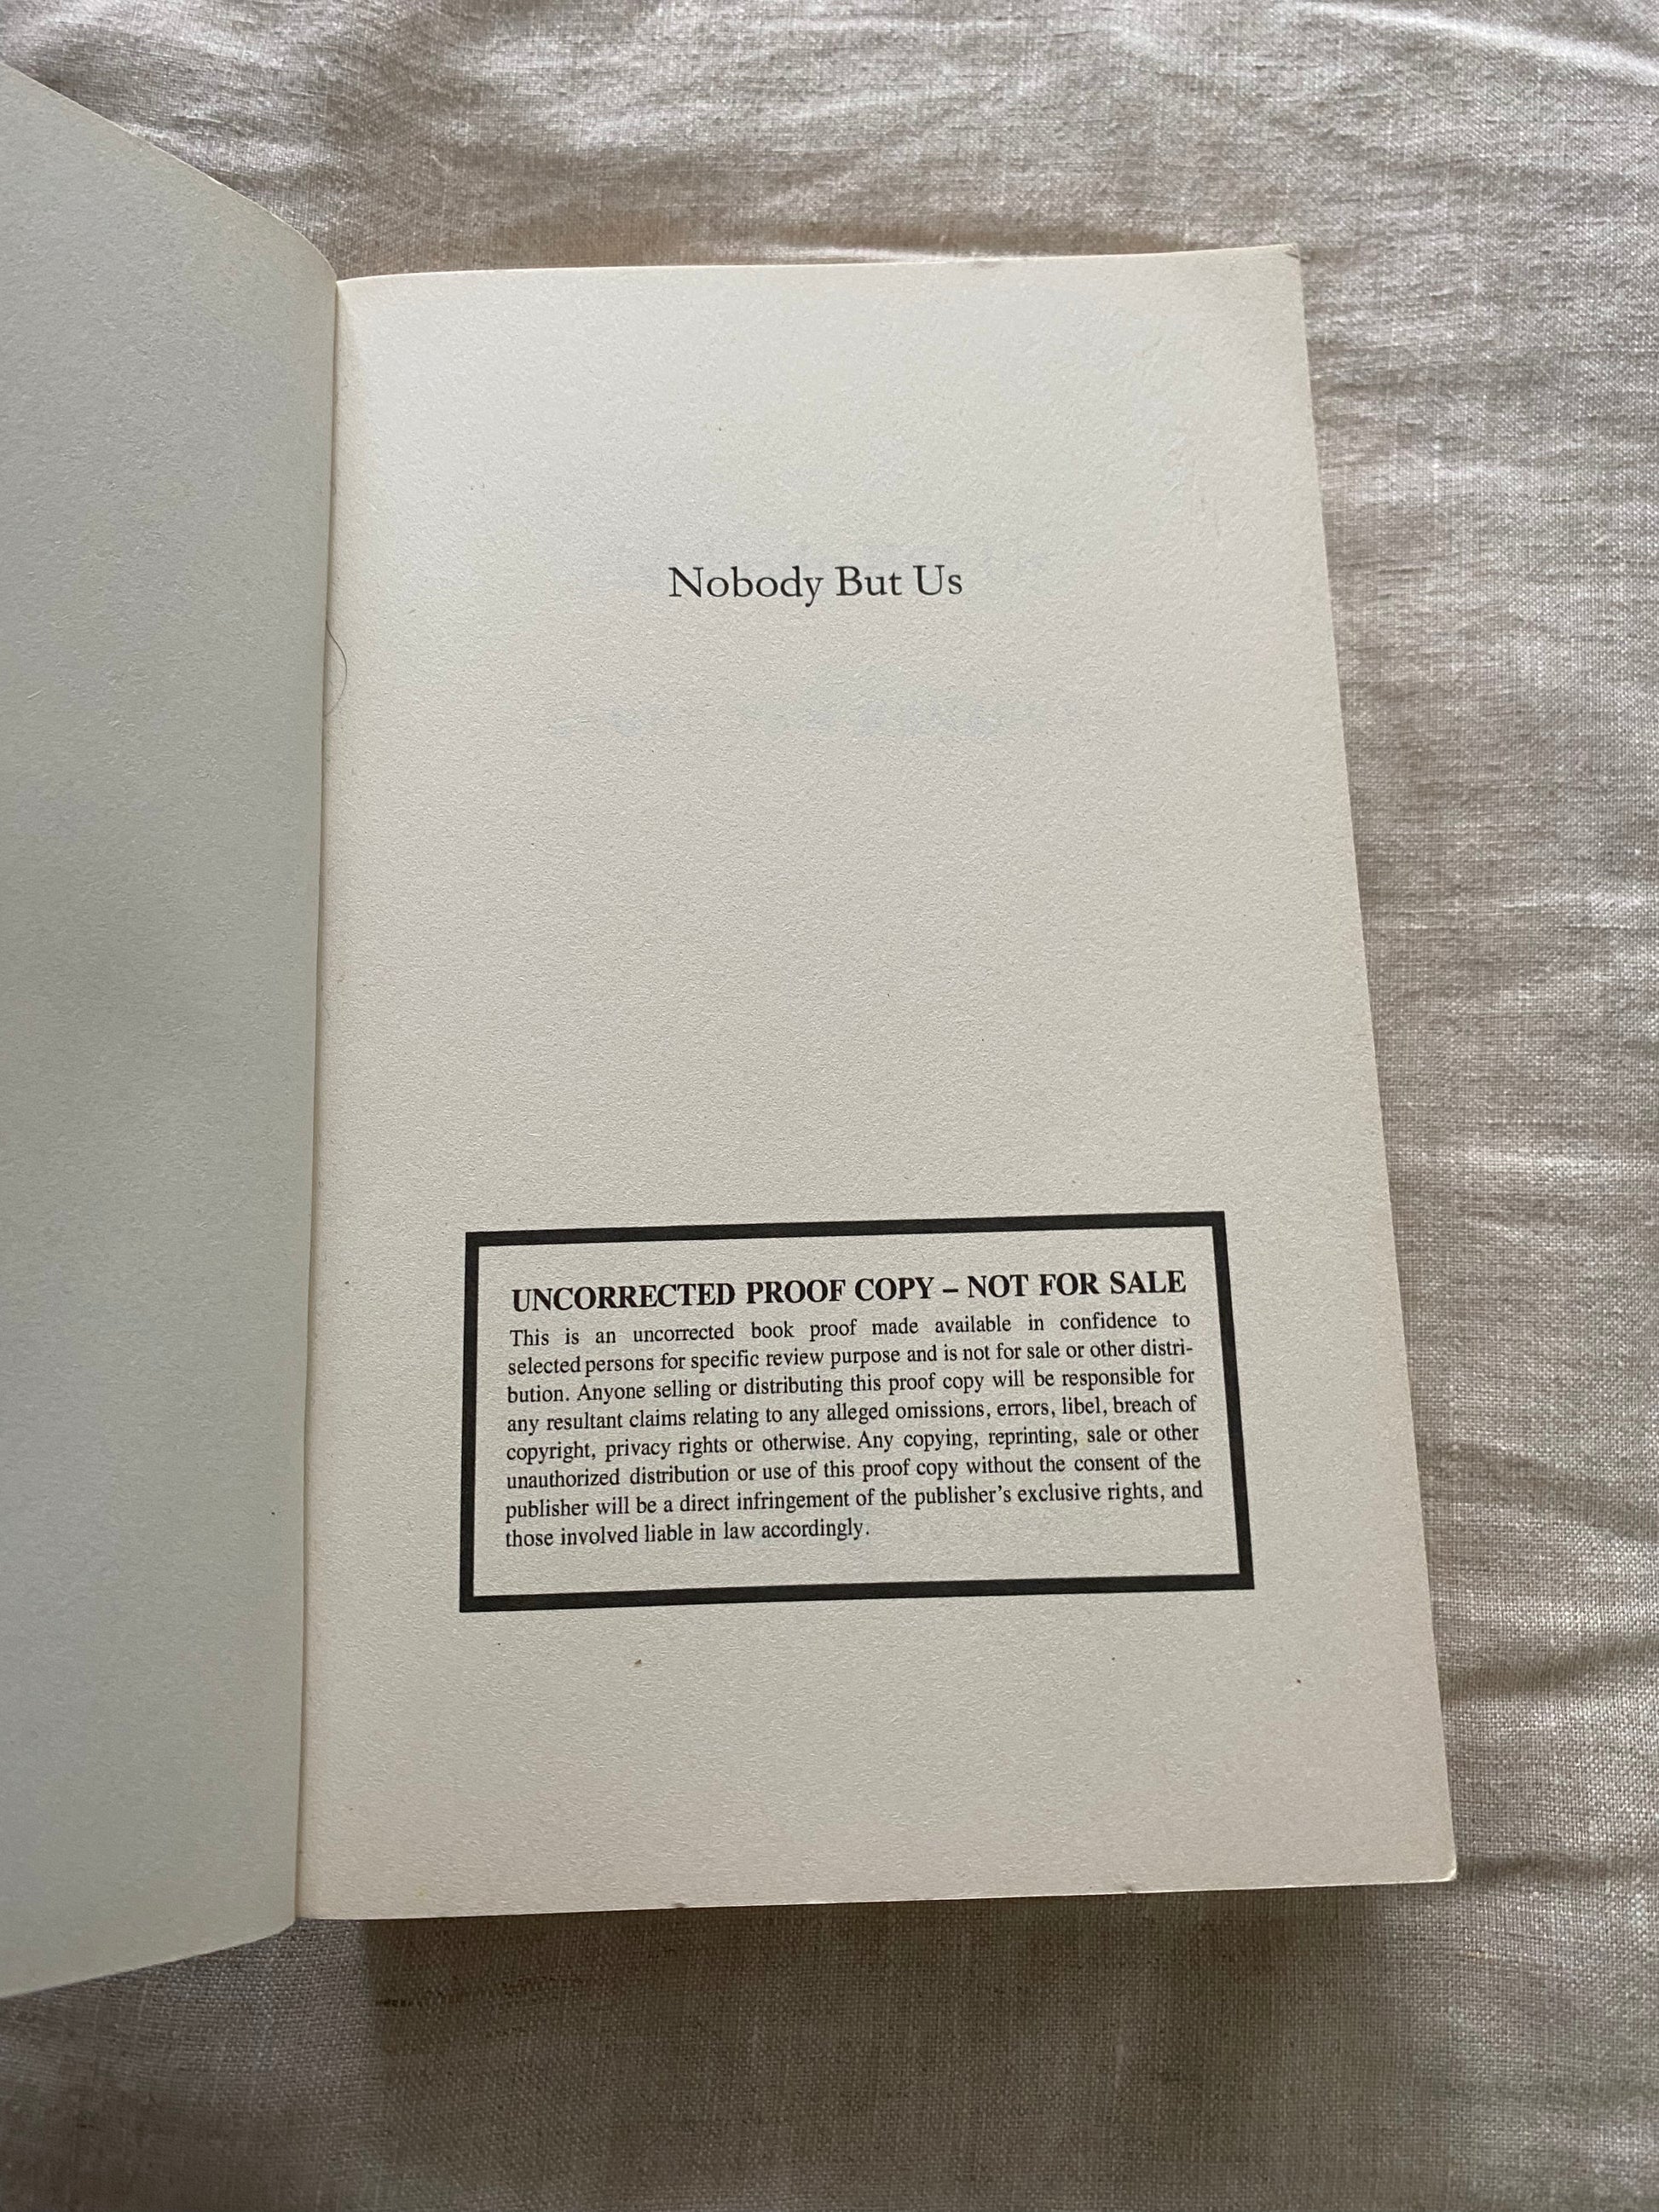 Nobody But Us
UNCORRECTED PROOF COPY – NOT FOR SALE
This is an uncorrected book proof made available in confidence to
selected persons for specific review purpose and is not for sale or other distri-
bution. Anyone selling or distributing this proof copy will be responsible for
any resultant claims relating to any alleged omissions, errors, libel, breach of
copyright, privacy rights or otherwise. Any copying, reprinting, sale or other
unauthorized distribution or use of this proof copy without the consent of the
publisher will be a direct infringement of the publisher’s exclusive rights, and
those involved liable in law accordingly.